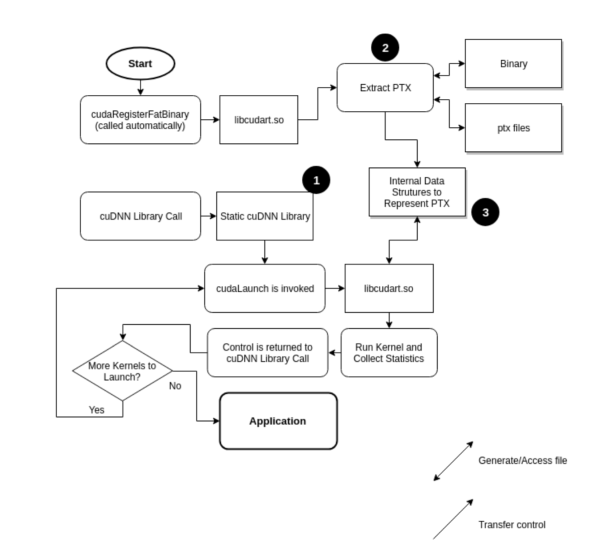 2
Start
Binary
cudaRegisterFatBinary
(called automatically)
libcudart.so
Extract PTX
ptx files
1
Internal Data
Strutures to
Represent PTX
3
cuDNN Library Call
Static cuDNN Library
cudaLaunch is invoked
libcudart.so
Control is returned to
cuDNN Library Call
Run Kernel and
Collect Statistics
More Kernels to
Launch?
No
Yes
Application
Generate/Access file
Transfer control